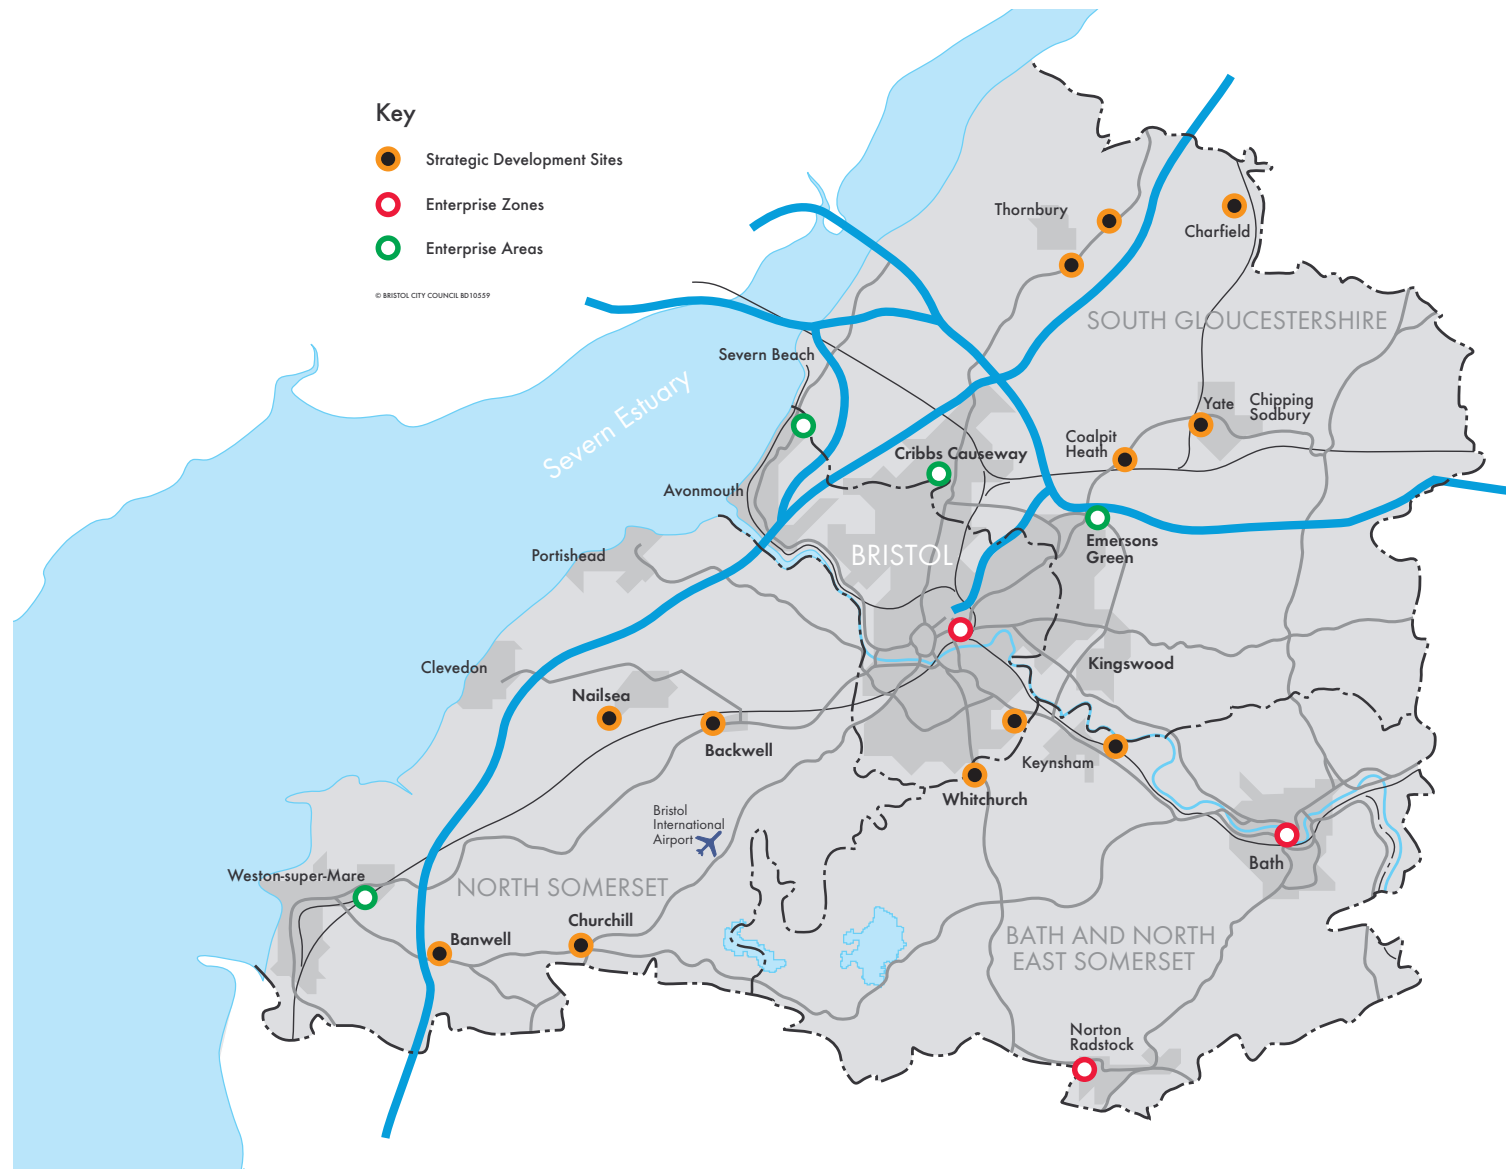 Key
Strategic Development Sites
Enterprise Zones
Enterprise Areas
© BRISTOL CITY COUNCIL BD10559
Thornbury
Charfield
SOUTH GLOUCESTERSHIRE
Severn Beach
Severn Estuary
Yate
Chipping
Sodbury
Coalpit
Heath
Cribbs Causeway
Avonmouth
Emersons
Green
BRISTOL
Portishead
Clevedon
Kingswood
Nailsea
Backwell
Keynsham
Whitchurch
Bristol
International
Airport
Bath
Weston-super-Mare
NORTH SOMERSET
Churchill
Banwell
BATH AND NORTH
EAST SOMERSET
Norton
Radstock